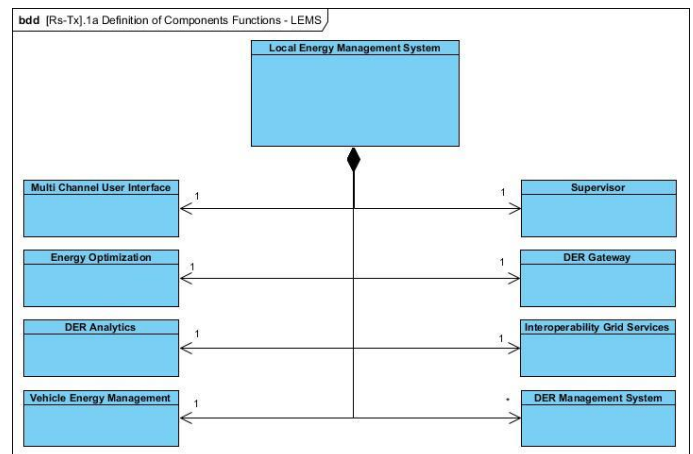 bdd [Rs-Tx].1a Definition of Components Functions - LEMS
Local Energy Management System
Multi Channel User Interface
1
1
Supervisor
Energy Optimization
1
1
DER Gateway
DER Analytics
1
1
Interoperability Grid Services
Vehicle Energy Management
1
*
DER Management System